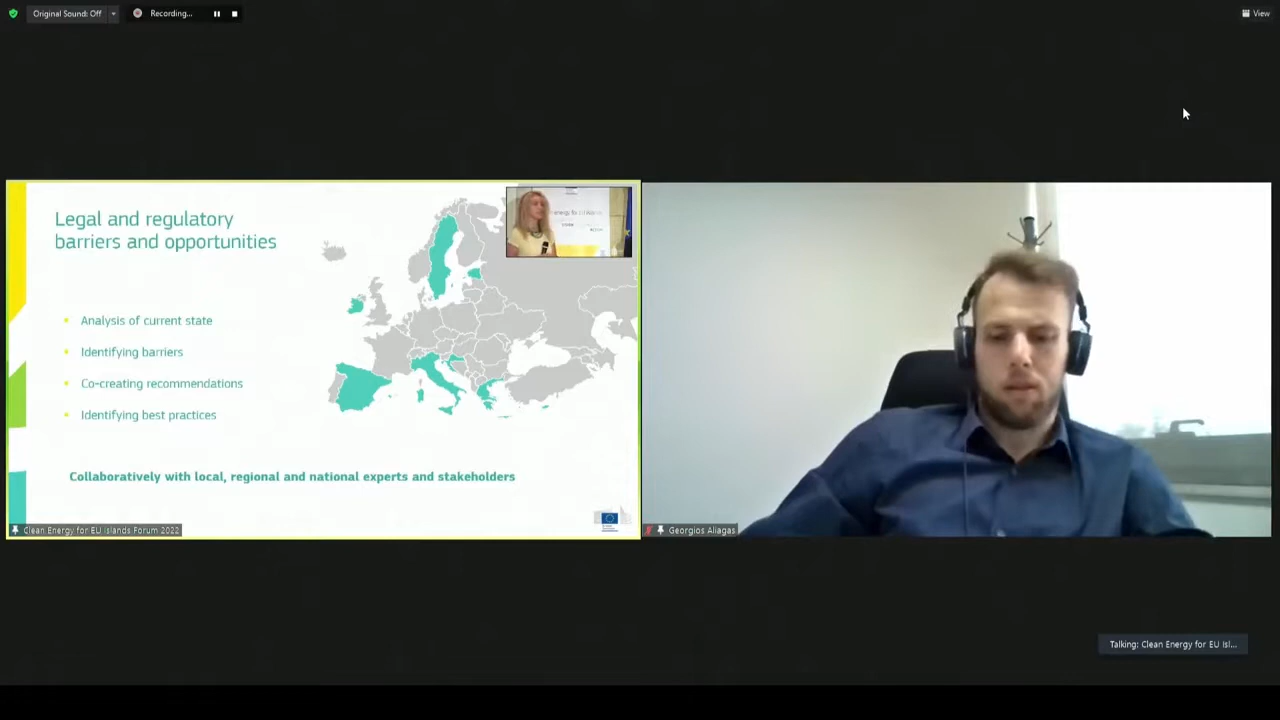 Original Sound: Off
Recording...
View
Legal and regulatory
barriers and opportunities
Analysis of current state
Identifying barriers
Co-creating recommendations
Identifying best practices
Collaboratively with local, regional and national experts and stakeholders
Clean Energy for EU Islands Forum 2022
Georgios Aliagas
Talking: Clean Energy for EU Isl...